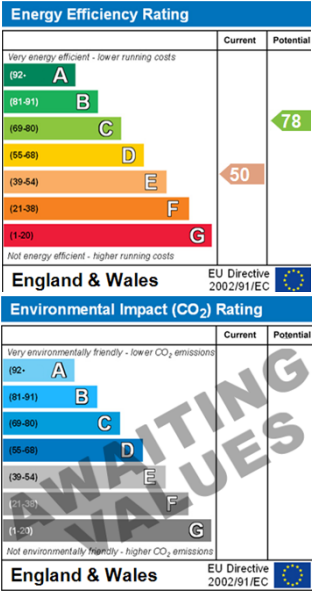 Energy Efficiency Rating
Current Potential
Very energy efficient - lower running costs
(92- A
(81-91) B
(69-80) C
78
(55-68) D
(39-54) E
50
(21-38) F
(1-20) G
Not energy efficient - higher running costs
England & Wales
EU Directive
2002/91/EC
Environmental Impact (CO₂) Rating
Current Potential
Very environmentally friendly - lower CO₂ emissions
(92- A
(81-91) B
(69-80) C
(55-68) D
(39-54) E
(21-38) F
(1-20) G
AWAITING
VALUES
Not environmentally friendly - higher CO₂ emissions
England & Wales
EU Directive
2002/91/EC